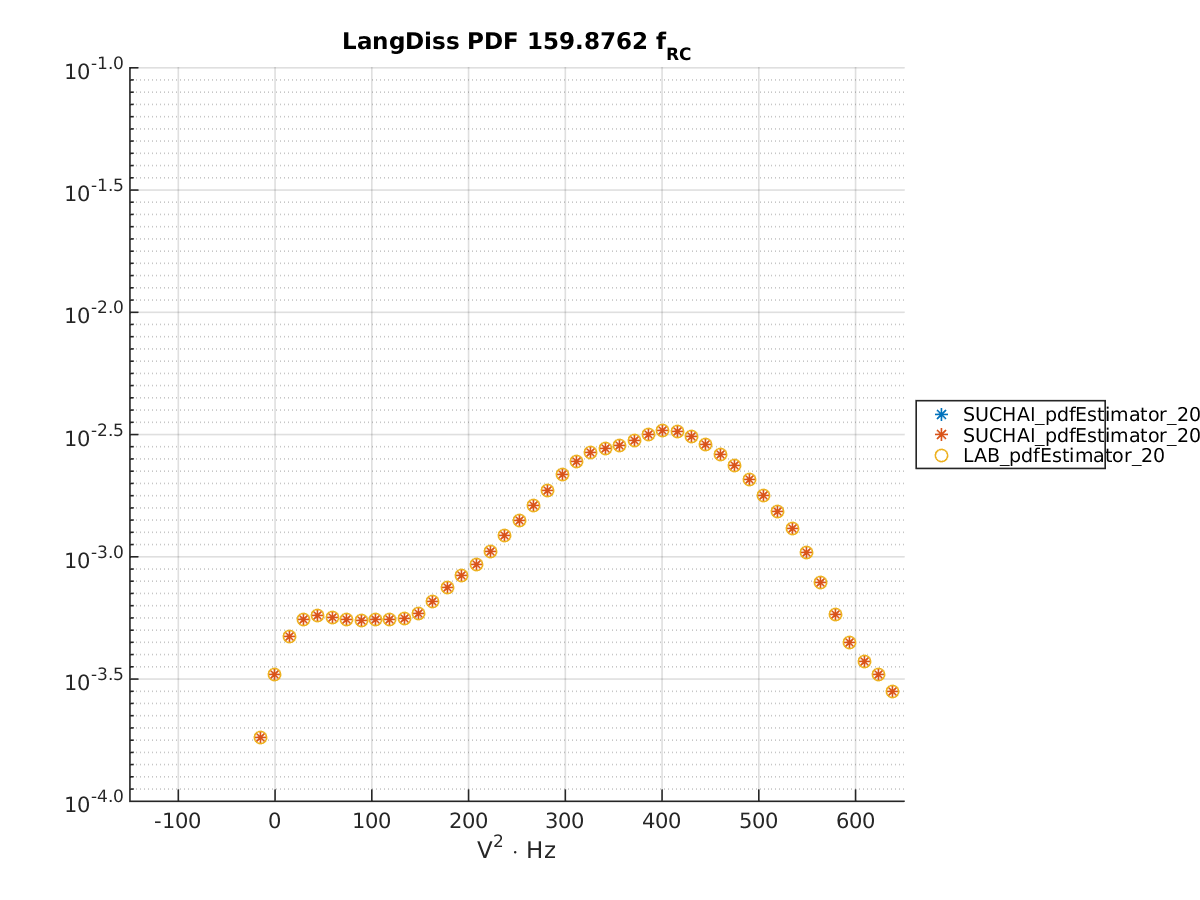 LangDiss PDF 159.8762 f_RC
10^-1.0
10^-1.5
10^-2.0
10^-2.5
10^-3.0
10^-3.5
10^-4.0
-100 0 100 200 300 400 500 600
V^2 · Hz
SUCHAI_pdfEstimator_20
SUCHAI_pdfEstimator_20
LAB_pdfEstimator_20